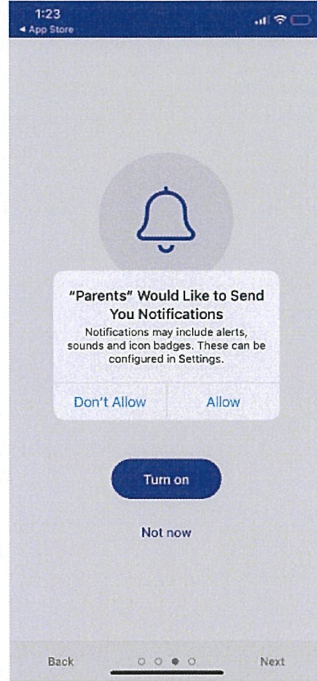 1:23
◀ App Store
"Parents" Would Like to Send
You Notifications
Notifications may include alerts,
sounds and icon badges. These can be
configured in Settings.
Don't Allow
Allow
Turn on
Not now
Back
Next